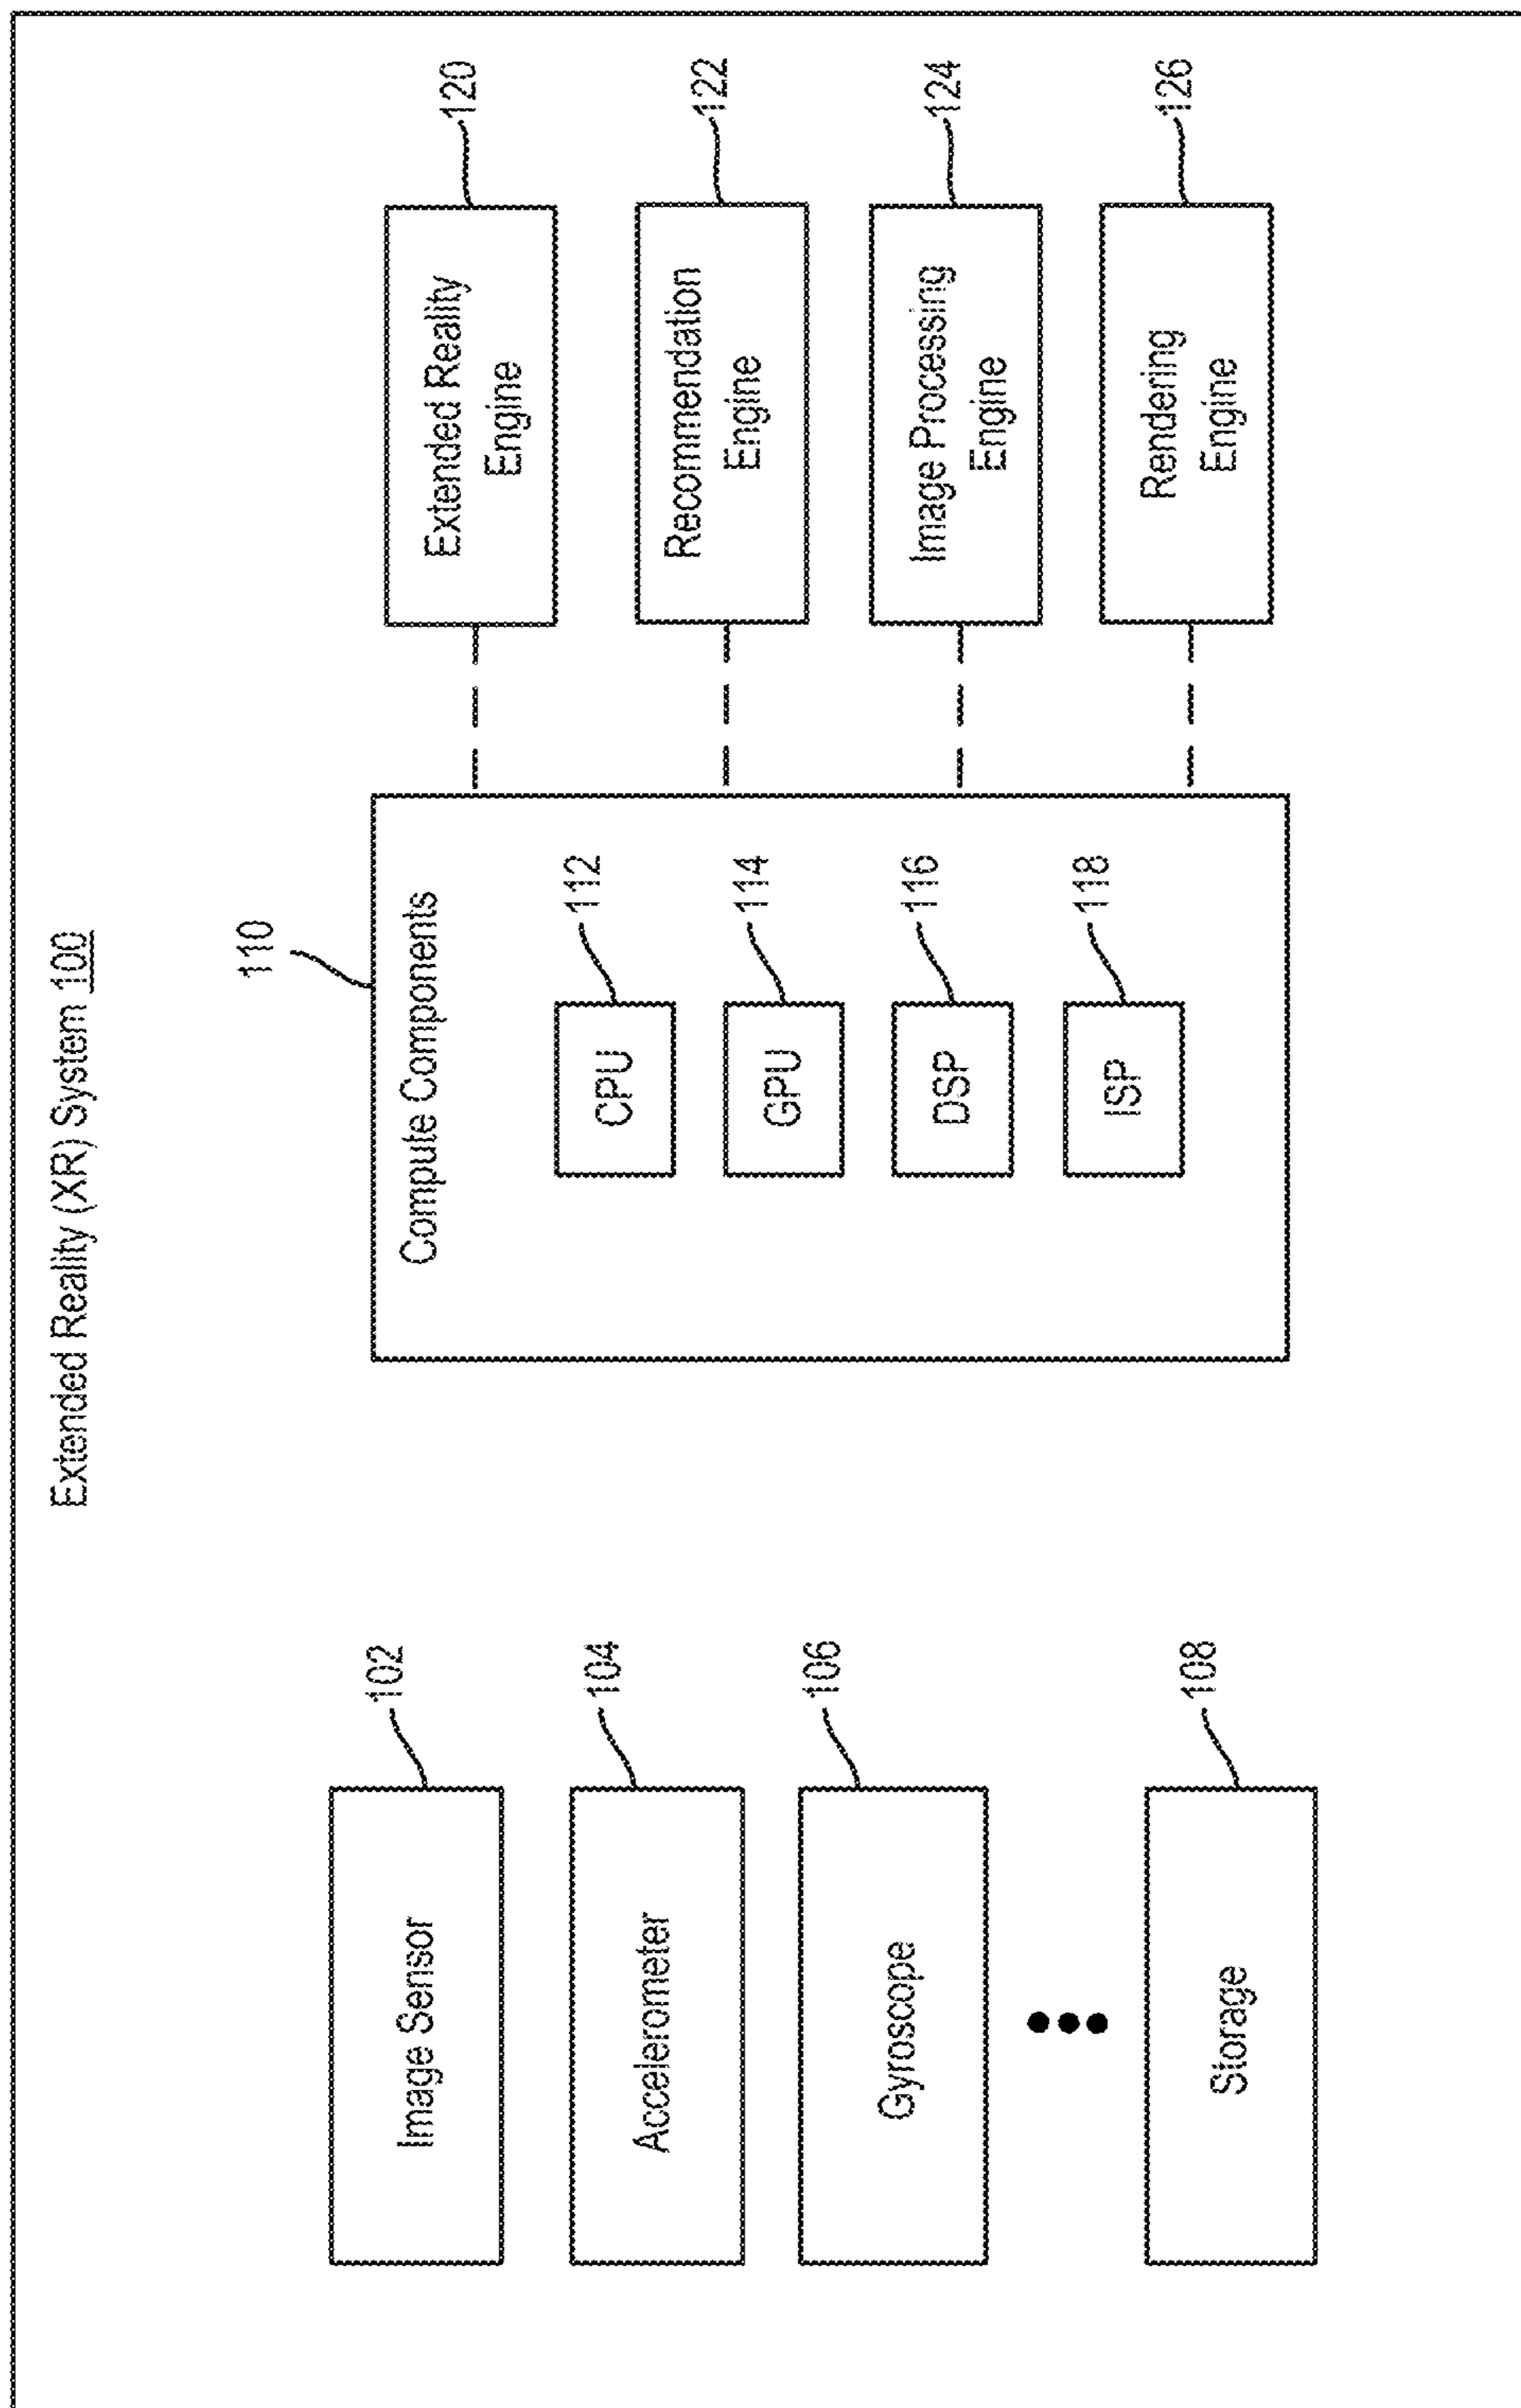 Extended Reality (XR) System 100
Image Sensor
102
Accelerometer
104
Gyroscope
106
Storage
108
110
Compute Components
CPU
112
GPU
114
DSP
116
ISP
118
Extended Reality
Engine
120
Recommendation
Engine
122
Image Processing
Engine
124
Rendering
Engine
126